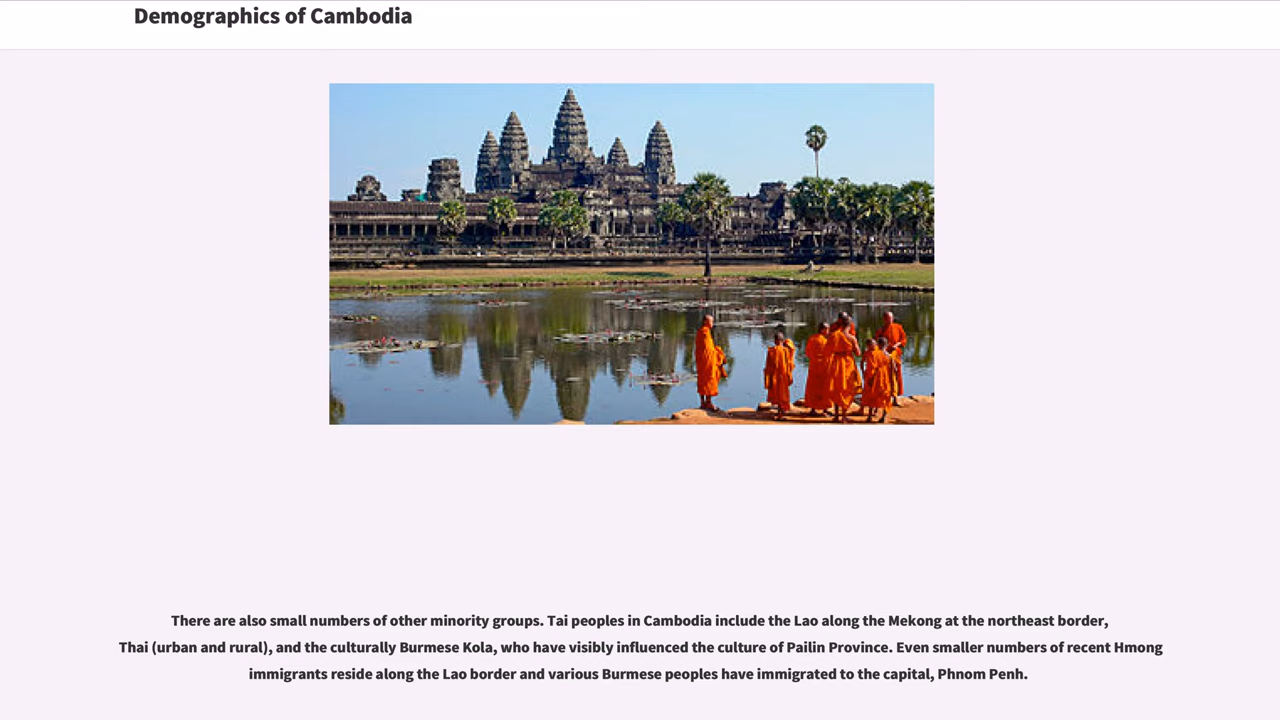 Demographics of Cambodia
There are also small numbers of other minority groups. Tai peoples in Cambodia include the Lao along the Mekong at the northeast border,
Thai (urban and rural), and the culturally Burmese Kola, who have visibly influenced the culture of Pailin Province. Even smaller numbers of recent Hmong
immigrants reside along the Lao border and various Burmese peoples have immigrated to the capital, Phnom Penh.